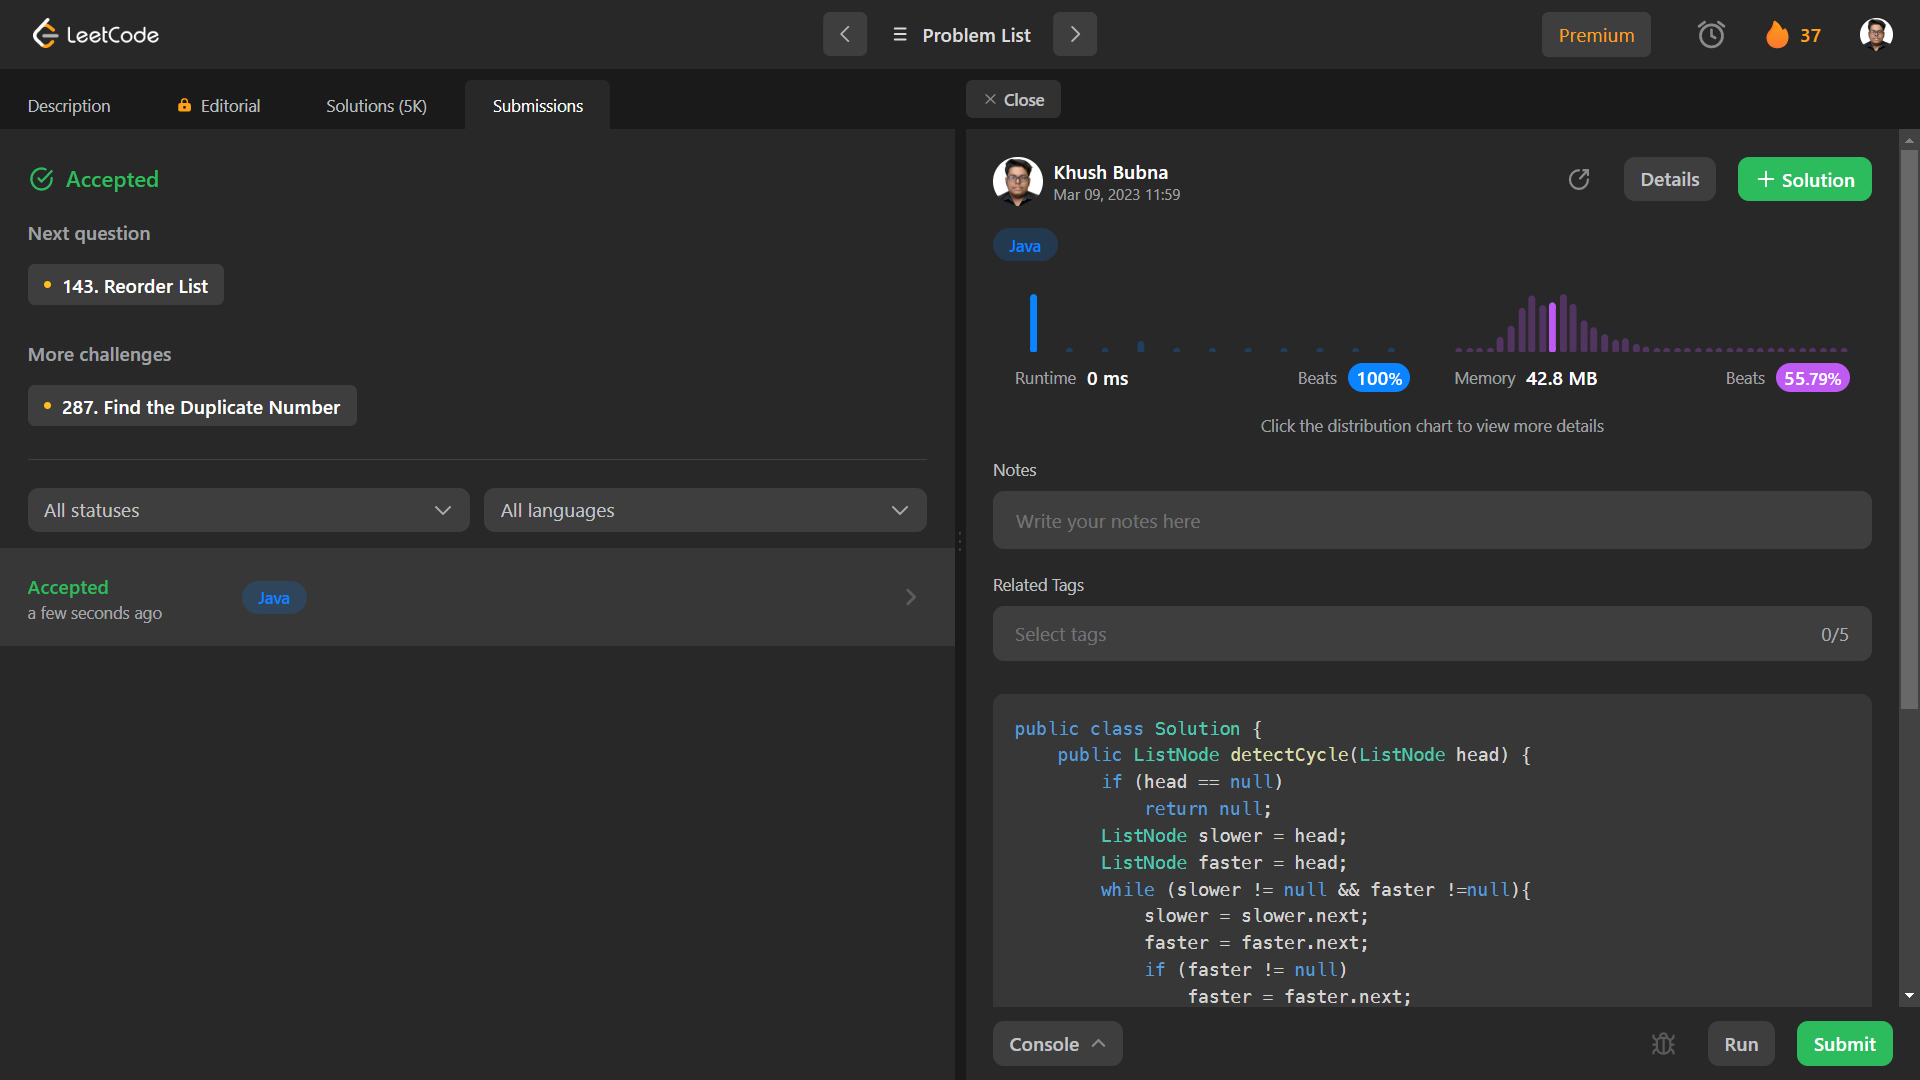 LeetCode
Problem List
Premium
37
Description
Editorial
Solutions (5K)
Submissions
Close
Accepted
Next question
143. Reorder List
More challenges
287. Find the Duplicate Number
All statuses
All languages
Accepted
a few seconds ago
Java
Khush Bubna
Mar 09, 2023 11:59
Details
+ Solution
Java
Runtime 0 ms
Beats 100%
Memory 42.8 MB
Beats 55.79%
Click the distribution chart to view more details
Notes
Write your notes here
Related Tags
Select tags
0/5
public class Solution {
    public ListNode detectCycle(ListNode head) {
        if (head == null)
            return null;
        ListNode slower = head;
        ListNode faster = head;
        while (slower != null && faster !=null){
            slower = slower.next;
            faster = faster.next;
            if (faster != null)
                faster = faster.next;
Console
Run
Submit